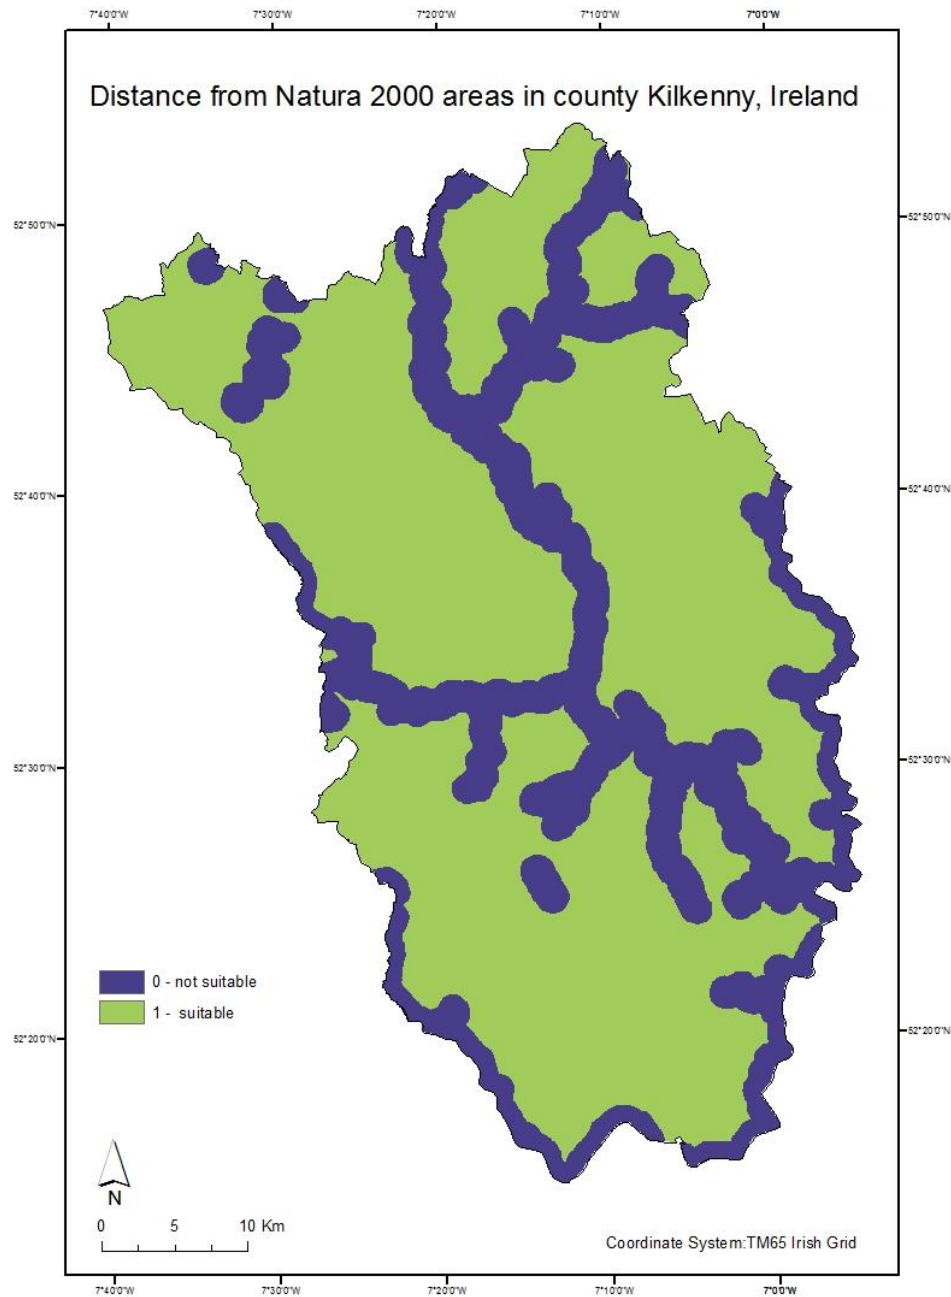 7°40'0"W 7°30'0"W 7°20'0"W 7°10'0"W 7°0'0"W
Distance from Natura 2000 areas in county Kilkenny, Ireland
52°50'0"N 52°50'0"N
52°40'0"N 52°40'0"N
52°30'0"N 52°30'0"N
0 - not suitable
1 - suitable
52°20'0"N 52°20'0"N
N
0 5 10 Km
Coordinate System:TM65 Irish Grid
7°40'0"W 7°30'0"W 7°20'0"W 7°10'0"W 7°0'0"W